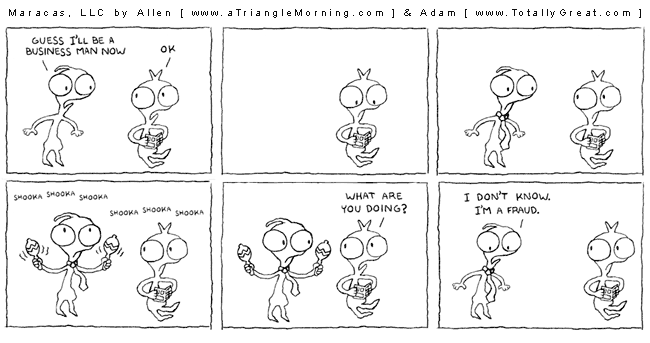 Maracas, LLC by Allen [ www.aTriangleMorning.com ] & Adam [ www.TotallyGreat.com ]
GUESS I'LL BE A
BUSINESS MAN NOW
OK
SHOOKA SHOOKA SHOOKA
SHOOKA SHOOKA SHOOKA
WHAT ARE
YOU DOING?
I DON'T KNOW.
I'M A FRAUD.